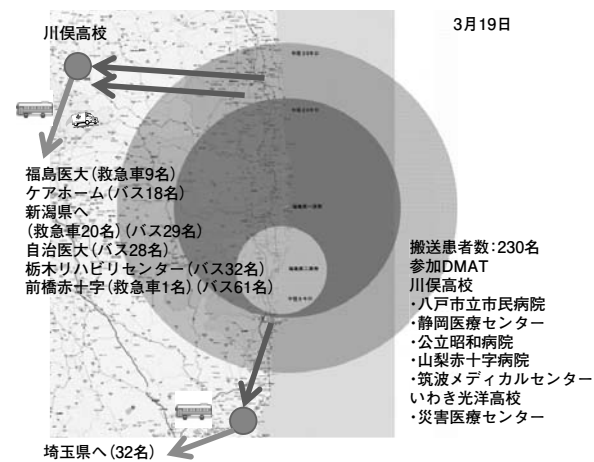 川俣高校
3月19日
福島医大（救急車9名）
ケアホーム（バス18名）
新潟県へ
（救急車20名）（バス29名）
自治医大（バス28名）
栃木リハビリセンター（バス32名）
前橋赤十字（救急車1名）（バス61名）
搬送患者数：230名
参加DMAT
川俣高校
・八戸市立市民病院
・静岡医療センター
・公立昭和病院
・山梨赤十字病院
・筑波メディカルセンター
いわき光洋高校
・災害医療センター
埼玉県へ（32名）